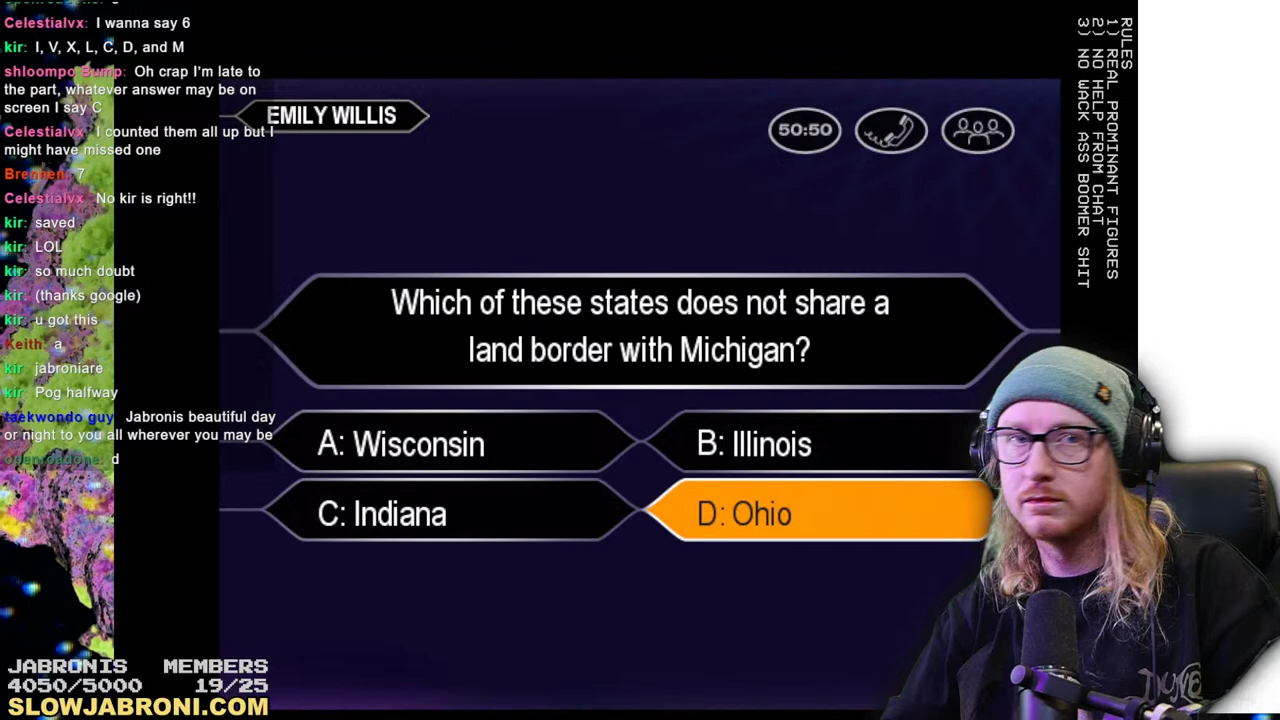 Celestialvx: I wanna say 6
kir: I, V, X, L, C, D, and M
shloompo Bump: Oh crap I'm late to
the part, whatever answer may be on
screen I say C
Celestialvx: I counted them all up but I
might have missed one
Brennen: 7
Celestialvx: No kir is right!!
kir: saved
kir: LOL
kir: so much doubt
kir: (thanks google)
kir: u got this
Keith: a
kir: jabroniare
kir: Pog halfway
taekwondo guy: Jabronis beautiful day
or night to you all wherever you may be
openroadone: d
EMILY WILLIS
50:50
Which of these states does not share a
land border with Michigan?
A: Wisconsin
B: Illinois
C: Indiana
D: Ohio
RULES
1) REAL PROMINANT FIGURES
2) NO HELP FROM CHAT
3) NO WACK ASS BOOMER SHIT
JABRONIS MEMBERS
4050/5000 19/25
SLOWJABRONI.COM